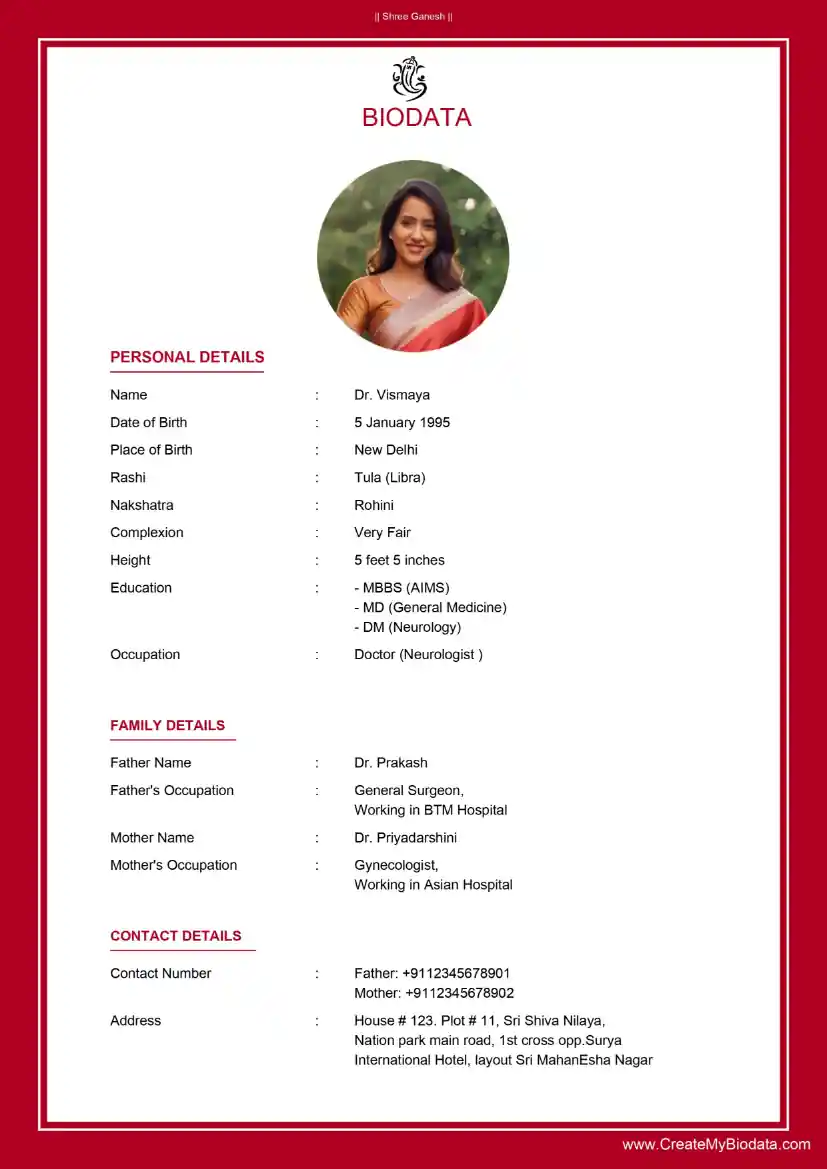 || Shree Ganesh ||
BIODATA
PERSONAL DETAILS
Name : Dr. Vismaya
Date of Birth : 5 January 1995
Place of Birth : New Delhi
Rashi : Tula (Libra)
Nakshatra : Rohini
Complexion : Very Fair
Height : 5 feet 5 inches
Education : - MBBS (AIMS)
- MD (General Medicine)
- DM (Neurology)
Occupation : Doctor (Neurologist )
FAMILY DETAILS
Father Name : Dr. Prakash
Father's Occupation : General Surgeon,
Working in BTM Hospital
Mother Name : Dr. Priyadarshini
Mother's Occupation : Gynecologist,
Working in Asian Hospital
CONTACT DETAILS
Contact Number : Father: +9112345678901
Mother: +9112345678902
Address : House # 123. Plot # 11, Sri Shiva Nilaya,
Nation park main road, 1st cross opp.Surya
International Hotel, layout Sri MahanEsha Nagar
www.CreateMyBiodata.com